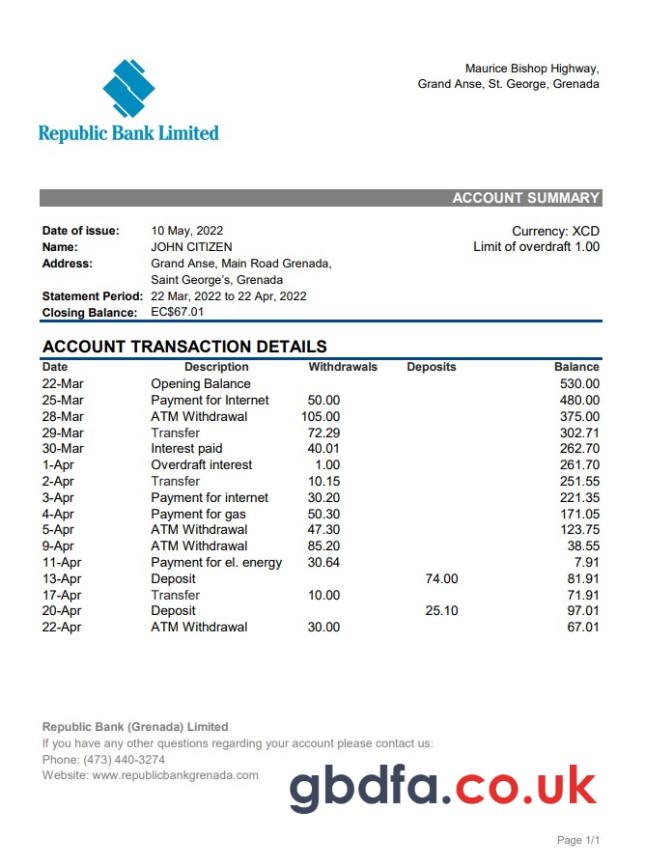 Maurice Bishop Highway,
Grand Anse, St. George, Grenada
Republic Bank Limited
ACCOUNT SUMMARY
Date of issue: 10 May, 2022 Currency: XCD
Name: JOHN CITIZEN Limit of overdraft 1.00
Address: Grand Anse, Main Road Grenada,
Saint George's, Grenada
Statement Period: 22 Mar, 2022 to 22 Apr, 2022
Closing Balance: EC$67.01
ACCOUNT TRANSACTION DETAILS
Date Description Withdrawals Deposits Balance
22-Mar Opening Balance 530.00
25-Mar Payment for Internet 50.00 480.00
28-Mar ATM Withdrawal 105.00 375.00
29-Mar Transfer 72.29 302.71
30-Mar Interest paid 40.01 262.70
1-Apr Overdraft interest 1.00 261.70
2-Apr Transfer 10.15 251.55
3-Apr Payment for internet 30.20 221.35
4-Apr Payment for gas 50.30 171.05
5-Apr ATM Withdrawal 47.30 123.75
9-Apr ATM Withdrawal 85.20 38.55
11-Apr Payment for el. energy 30.64 7.91
13-Apr Deposit 74.00 81.91
17-Apr Transfer 10.00 71.91
20-Apr Deposit 25.10 97.01
22-Apr ATM Withdrawal 30.00 67.01
Republic Bank (Grenada) Limited
If you have any other questions regarding your account please contact us:
Phone: (473) 440-3274
Website: www.republicbankgrenada.com
gbdfa.co.uk
Page 1/1